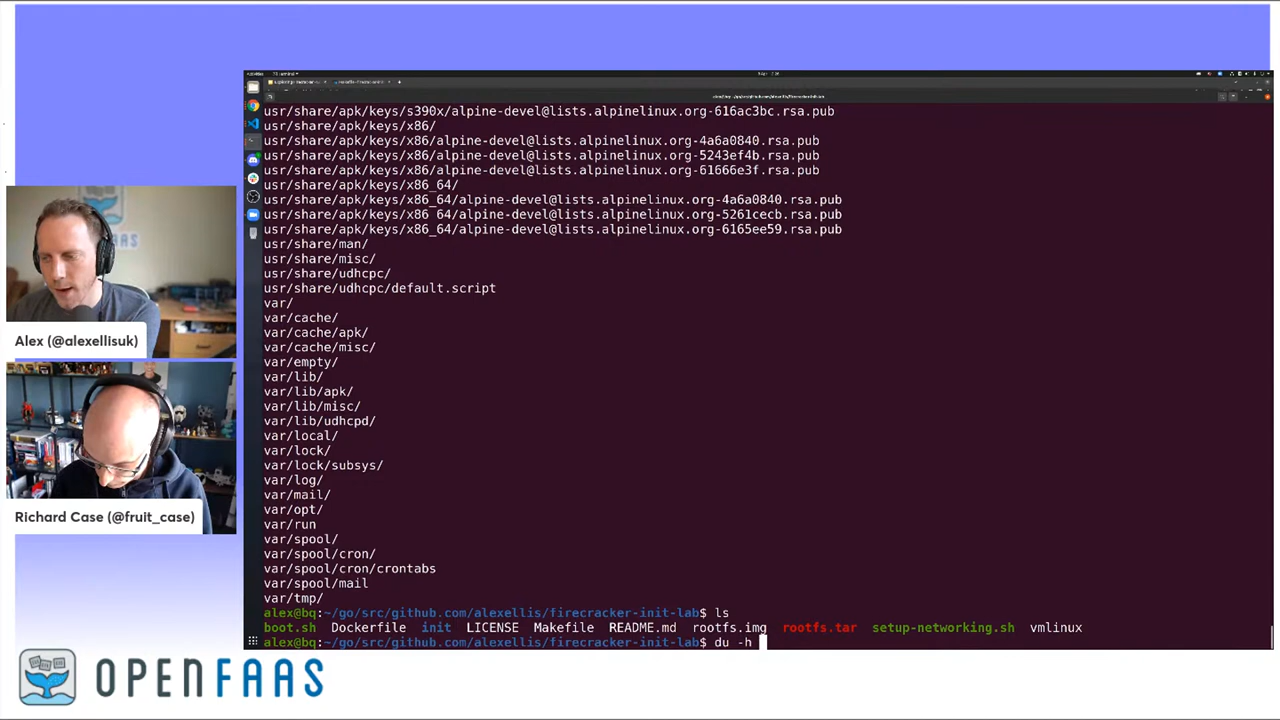 usr/share/apk/keys/s390x/alpine-devel@lists.alpinelinux.org-616ac3bc.rsa.pub
usr/share/apk/keys/x86/
usr/share/apk/keys/x86/alpine-devel@lists.alpinelinux.org-4a6a0840.rsa.pub
usr/share/apk/keys/x86/alpine-devel@lists.alpinelinux.org-5243ef4b.rsa.pub
usr/share/apk/keys/x86/alpine-devel@lists.alpinelinux.org-61666e3f.rsa.pub
usr/share/apk/keys/x86_64/
usr/share/apk/keys/x86_64/alpine-devel@lists.alpinelinux.org-4a6a0840.rsa.pub
usr/share/apk/keys/x86_64/alpine-devel@lists.alpinelinux.org-5261cecb.rsa.pub
usr/share/apk/keys/x86_64/alpine-devel@lists.alpinelinux.org-6165ee59.rsa.pub
usr/share/man/
usr/share/misc/
usr/share/udhcpc/
usr/share/udhcpc/default.script
var/
var/cache/
var/cache/apk/
var/cache/misc/
var/empty/
var/lib/
var/lib/apk/
var/lib/misc/
var/lib/udhcpd/
var/local/
var/lock/
var/lock/subsys/
var/log/
var/mail/
var/opt/
var/run
var/spool/
var/spool/cron/
var/spool/cron/crontabs
var/spool/mail
var/tmp/
alex@bq:~/go/src/github.com/alexellis/firecracker-init-lab$ ls
boot.sh Dockerfile init LICENSE Makefile README.md rootfs.img rootfs.tar setup-networking.sh vmlinux
alex@bq:~/go/src/github.com/alexellis/firecracker-init-lab$ du -h
Alex (@alexellisuk)
Richard Case (@fruit_case)
OPENFAAS